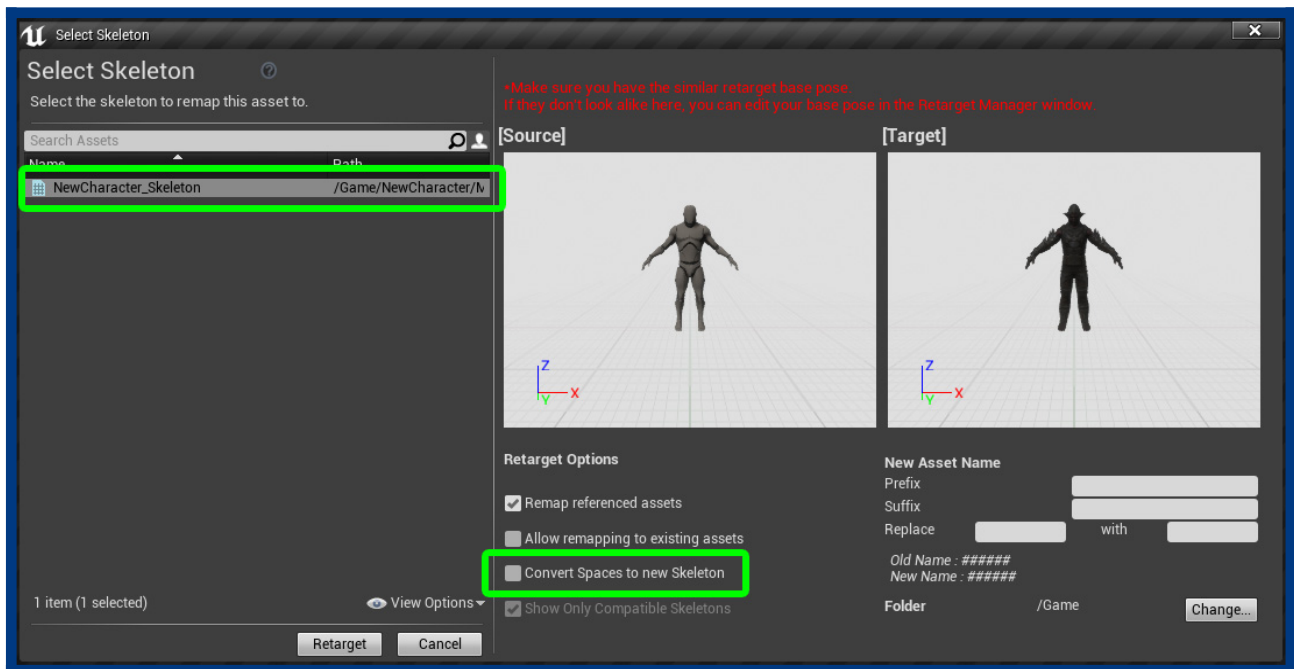 Select Skeleton
Select Skeleton
Select the skeleton to remap this asset to.
Search Assets
Name Path
NewCharacter_Skeleton /Game/NewCharacter/M
1 item (1 selected)
View Options
Retarget Cancel
*Make sure you have the similar retarget base pose.
If they don't look alike here, you can edit your base pose in the Retarget Manager window.
[Source] [Target]
Z
X
Y
Z
X
Y
Retarget Options
Remap referenced assets
Allow remapping to existing assets
Convert Spaces to new Skeleton
Show Only Compatible Skeletons
New Asset Name
Prefix
Suffix
Replace with
Old Name : ######
New Name : ######
Folder /Game Change...